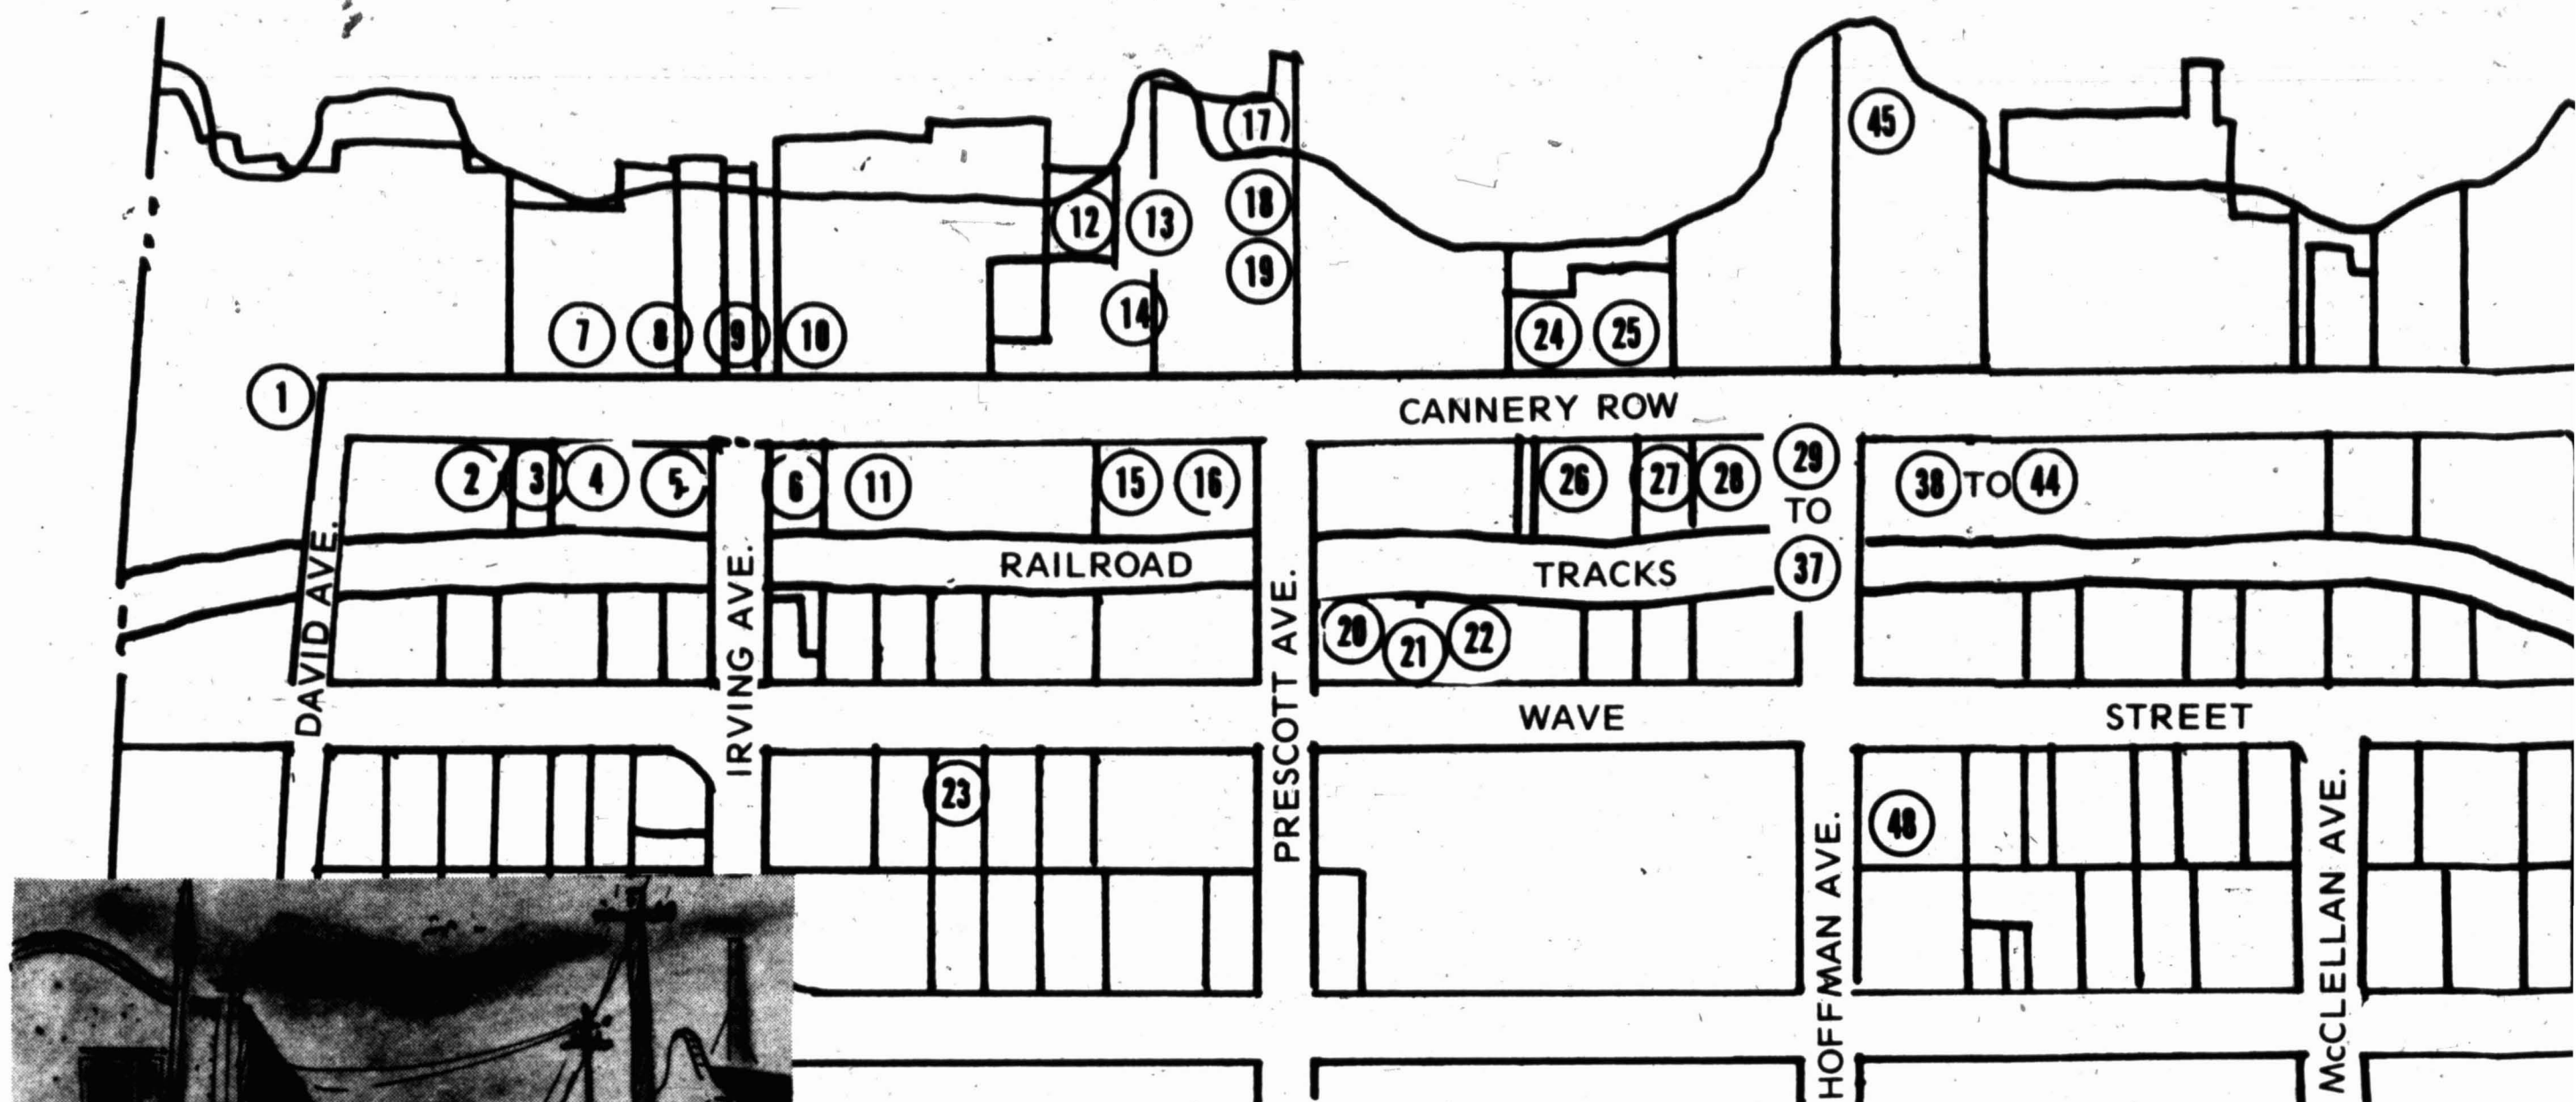 17
45
18
12
13
19
14
7
8
9
10
24
25
1
CANNERY ROW
2
3
4
5
6
11
15
16
26
27
28
29
TO
37
38 TO 44
DAVID AVE.
IRVING AVE.
RAILROAD
TRACKS
PRESCOTT AVE.
20
21
22
WAVE
STREET
23
48
HOFFMAN AVE.
McCLELLAN AVE.